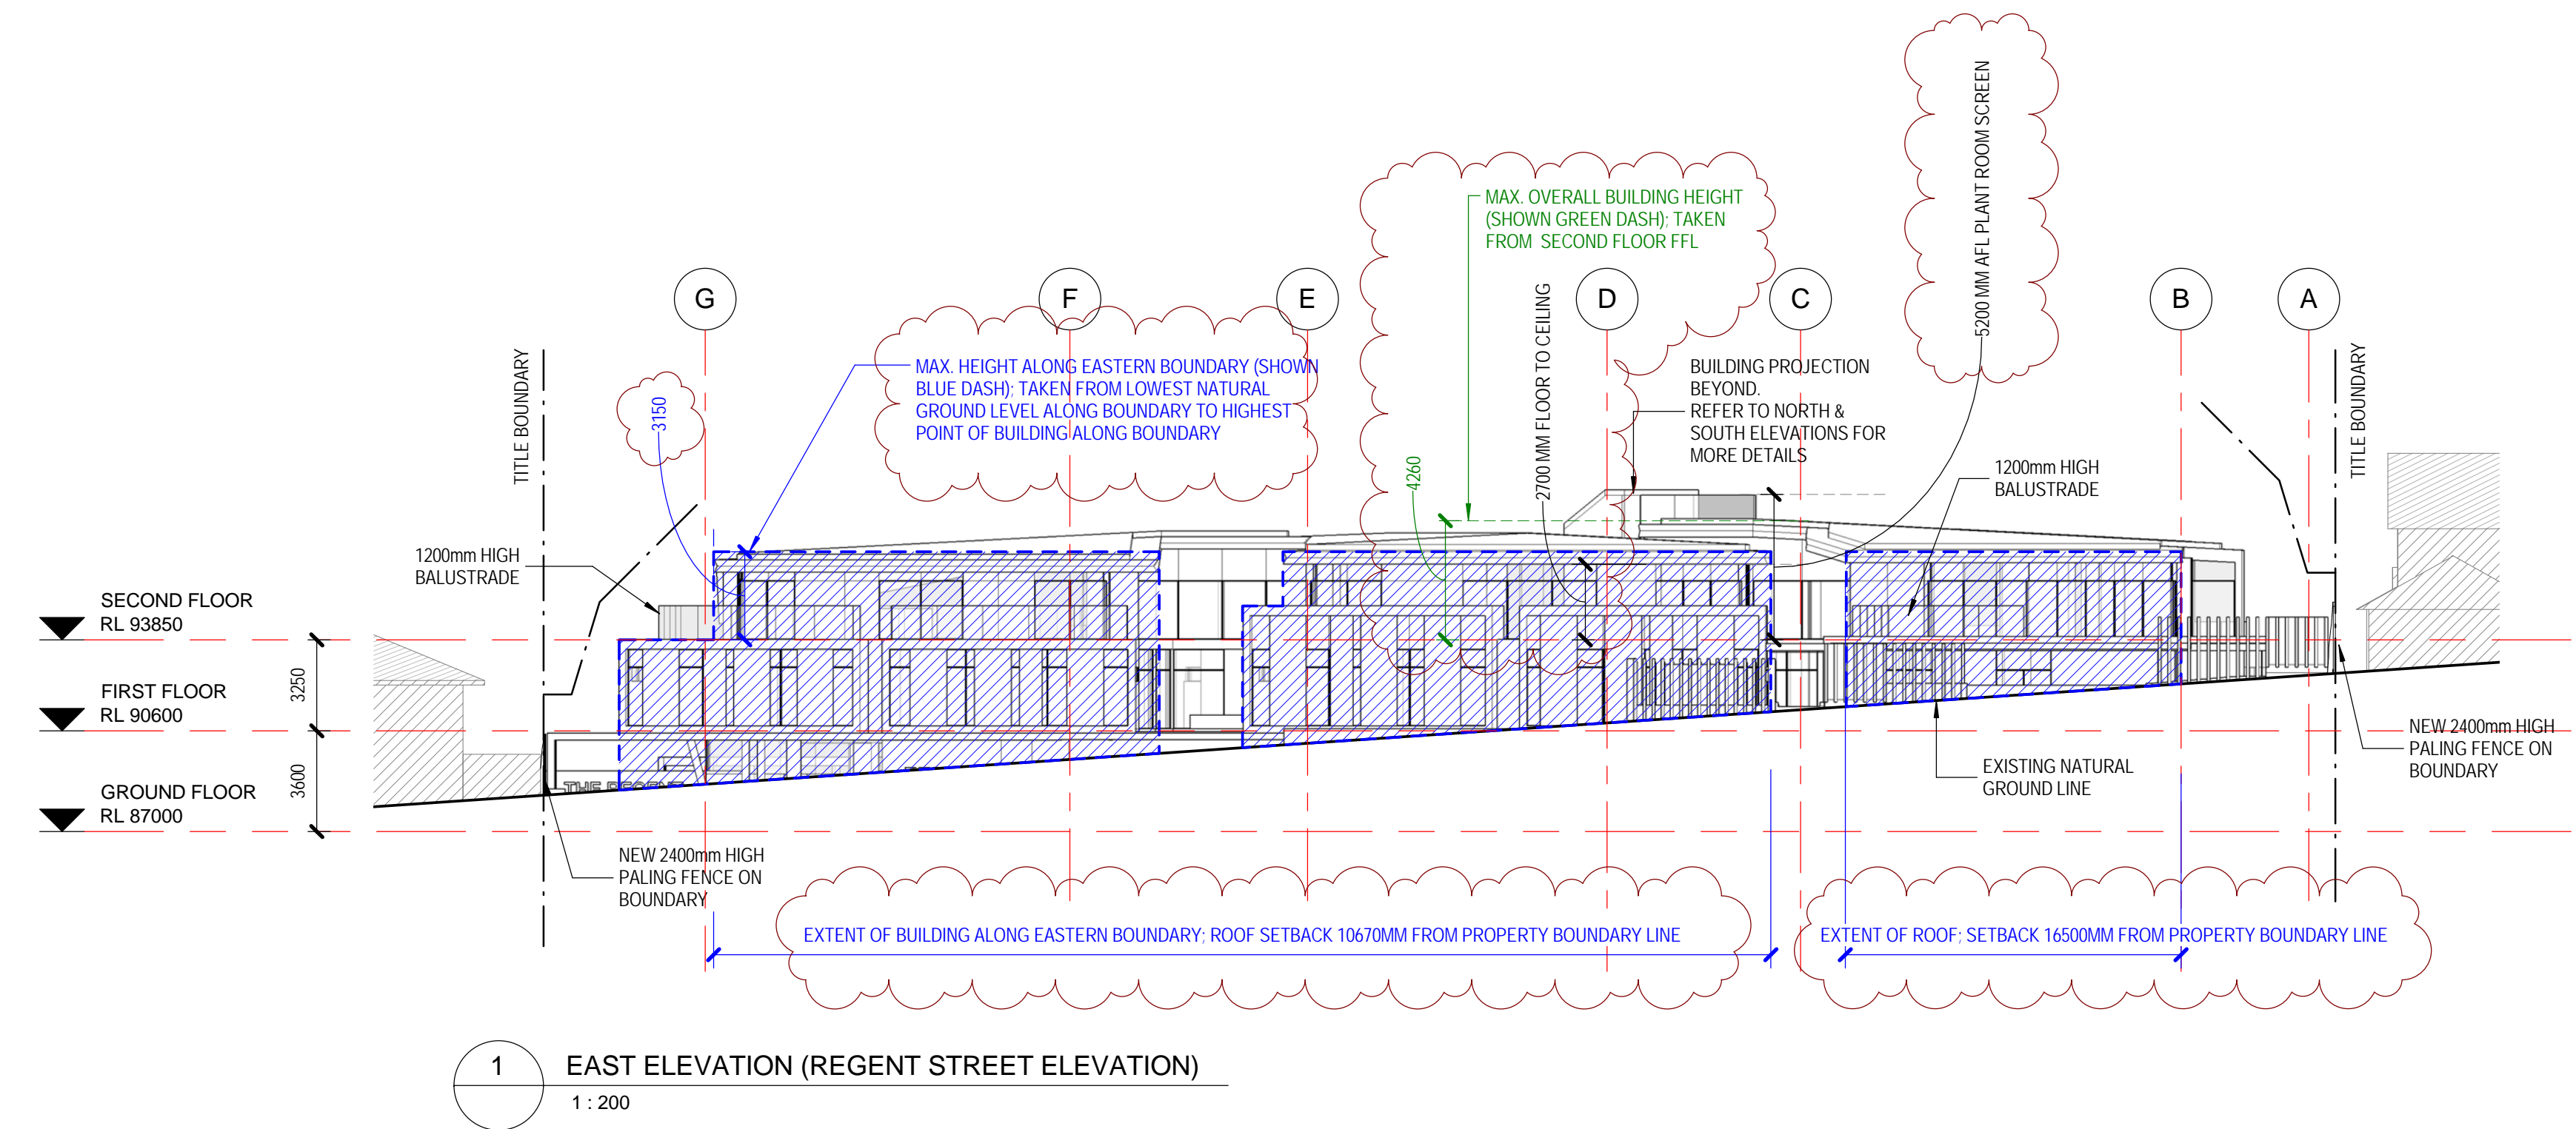 5200 MM AFL PLANT ROOM SCREEN
MAX. OVERALL BUILDING HEIGHT
(SHOWN GREEN DASH); TAKEN
FROM SECOND FLOOR FFL
G
F
E
D
C
B
A
TITLE BOUNDARY
3150
MAX. HEIGHT ALONG EASTERN BOUNDARY (SHOWN
BLUE DASH); TAKEN FROM LOWEST NATURAL
GROUND LEVEL ALONG BOUNDARY TO HIGHEST
POINT OF BUILDING ALONG BOUNDARY
4260
2700 MM FLOOR TO CEILING
BUILDING PROJECTION
BEYOND.
REFER TO NORTH &
SOUTH ELEVATIONS FOR
MORE DETAILS
1200mm HIGH
BALUSTRADE
TITLE BOUNDARY
1200mm HIGH
BALUSTRADE
SECOND FLOOR
RL 93850
3250
FIRST FLOOR
RL 90600
3600
GROUND FLOOR
RL 87000
THE REGENT
NEW 2400mm HIGH
PALING FENCE ON
BOUNDARY
EXISTING NATURAL
GROUND LINE
NEW 2400mm HIGH
PALING FENCE ON
BOUNDARY
EXTENT OF BUILDING ALONG EASTERN BOUNDARY; ROOF SETBACK 10670MM FROM PROPERTY BOUNDARY LINE
EXTENT OF ROOF; SETBACK 16500MM FROM PROPERTY BOUNDARY LINE
1
EAST ELEVATION (REGENT STREET ELEVATION)
1 : 200